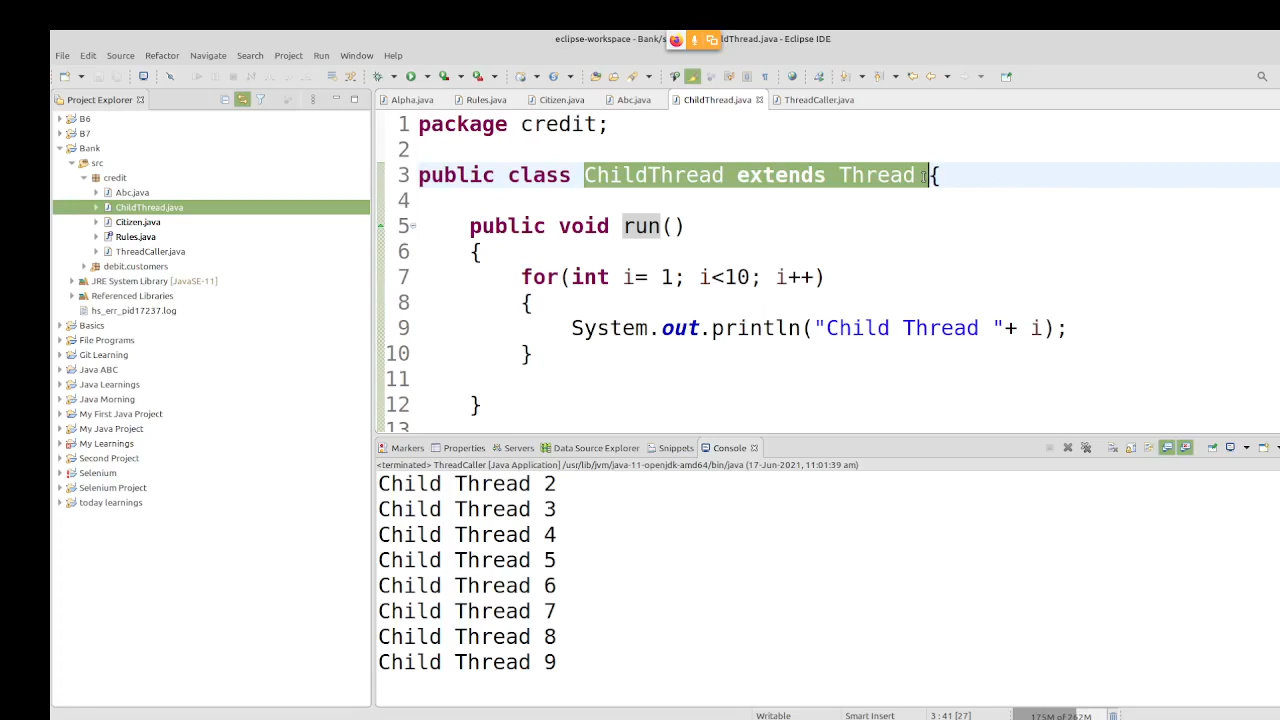 eclipse-workspace - Bank/s ldThread.java - Eclipse IDE
File Edit Source Refactor Navigate Search Project Run Window Help
Project Explorer
Alpha.java Rules.java Citizen.java Abc.java ChildThread.java ThreadCaller.java
B6
B7
Bank
src
credit
Abc.java
ChildThread.java
Citizen.java
Rules.java
ThreadCaller.java
debit.customers
JRE System Library [JavaSE-11]
Referenced Libraries
hs_err_pid17237.log
Basics
File Programs
Git Learning
Java ABC
Java Learnings
Java Morning
My First Java Project
My Java Project
My Learnings
Second Project
Selenium
Selenium Project
today learnings
1 package credit;
2
3 public class ChildThread extends Thread {
4
5 public void run()
6 {
7 for(int i= 1; i<10; i++)
8 {
9 System.out.println("Child Thread "+ i);
10 }
11
12 }
13
Markers Properties Servers Data Source Explorer Snippets Console
<terminated> ThreadCaller [Java Application] /usr/lib/jvm/java-11-openjdk-amd64/bin/java (17-Jun-2021, 11:01:39 am)
Child Thread 2
Child Thread 3
Child Thread 4
Child Thread 5
Child Thread 6
Child Thread 7
Child Thread 8
Child Thread 9
Writable Smart Insert 3 : 41 [27] 175M of 262M